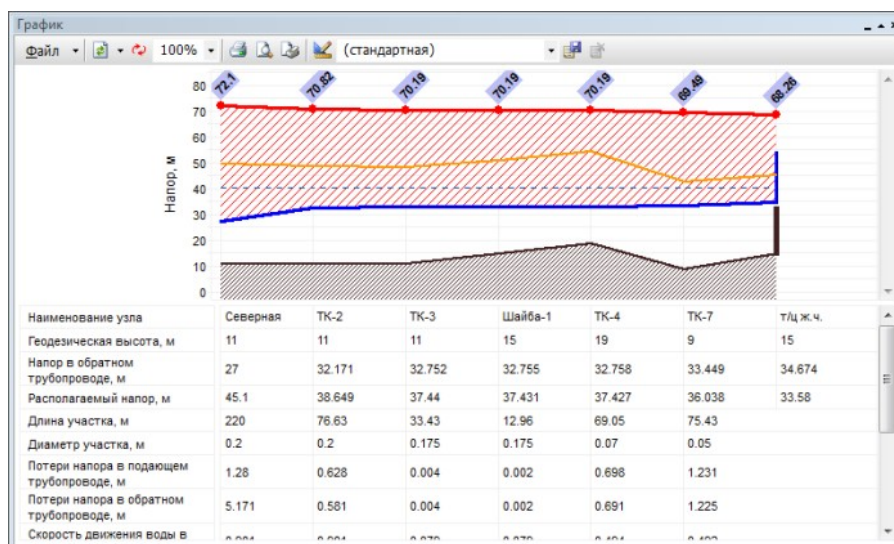 График
Файл 100% (стандартная)
72.1 70.82 70.19 70.19 70.19 69.49 68.26
80
70
60
50
40
30
20
10
0
Напор, м
Наименование узла Северная ТК-2 ТК-3 Шайба-1 ТК-4 ТК-7 т/ц ж.ч.
Геодезическая высота, м 11 11 11 15 19 9 15
Напор в обратном
трубопроводе, м 27 32.171 32.752 32.755 32.758 33.449 34.674
Располагаемый напор, м 45.1 38.649 37.44 37.431 37.427 36.038 33.58
Длина участка, м 220 76.63 33.43 12.96 69.05 75.43
Диаметр участка, м 0.2 0.2 0.175 0.175 0.07 0.05
Потери напора в подающем
трубопроводе, м 1.28 0.628 0.004 0.002 0.698 1.231
Потери напора в обратном
трубопроводе, м 5.171 0.581 0.004 0.002 0.691 1.225
Скорость движения воды в